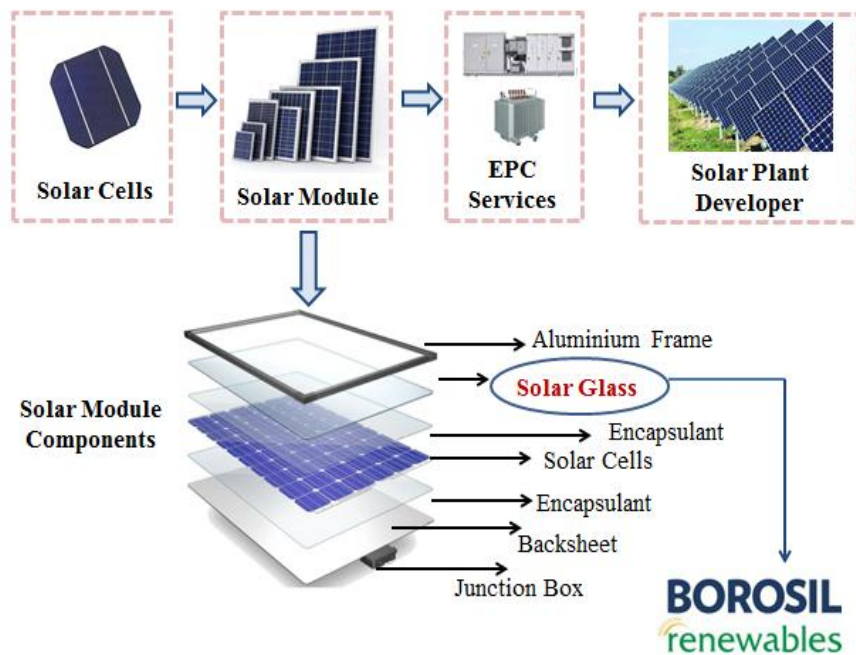 Solar Cells
Solar Module
EPC
Services
Solar Plant
Developer
Solar Module
Components
Aluminium Frame
Solar Glass
Encapsulant
Solar Cells
Encapsulant
Backsheet
Junction Box
BOROSIL
renewables